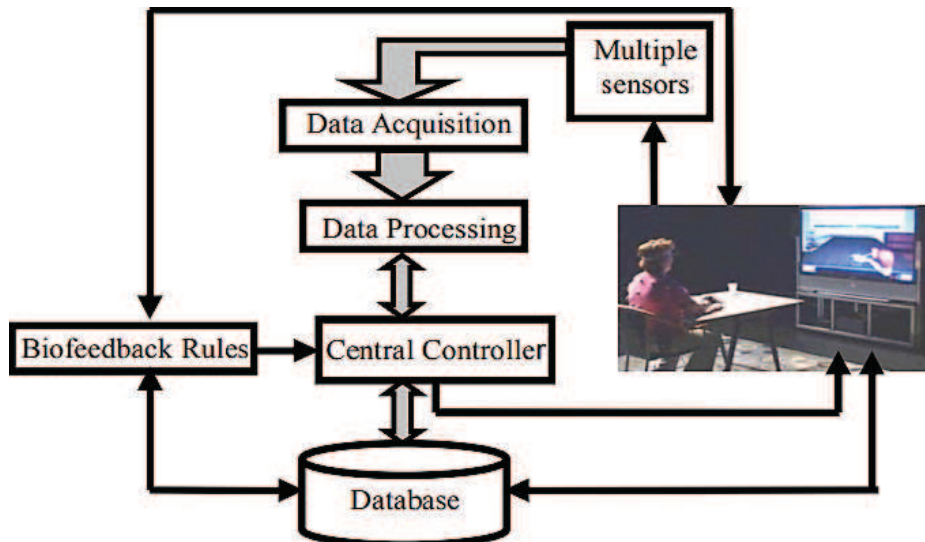 Multiple
sensors
Data Acquisition
Data Processing
Biofeedback Rules
Central Controller
Database